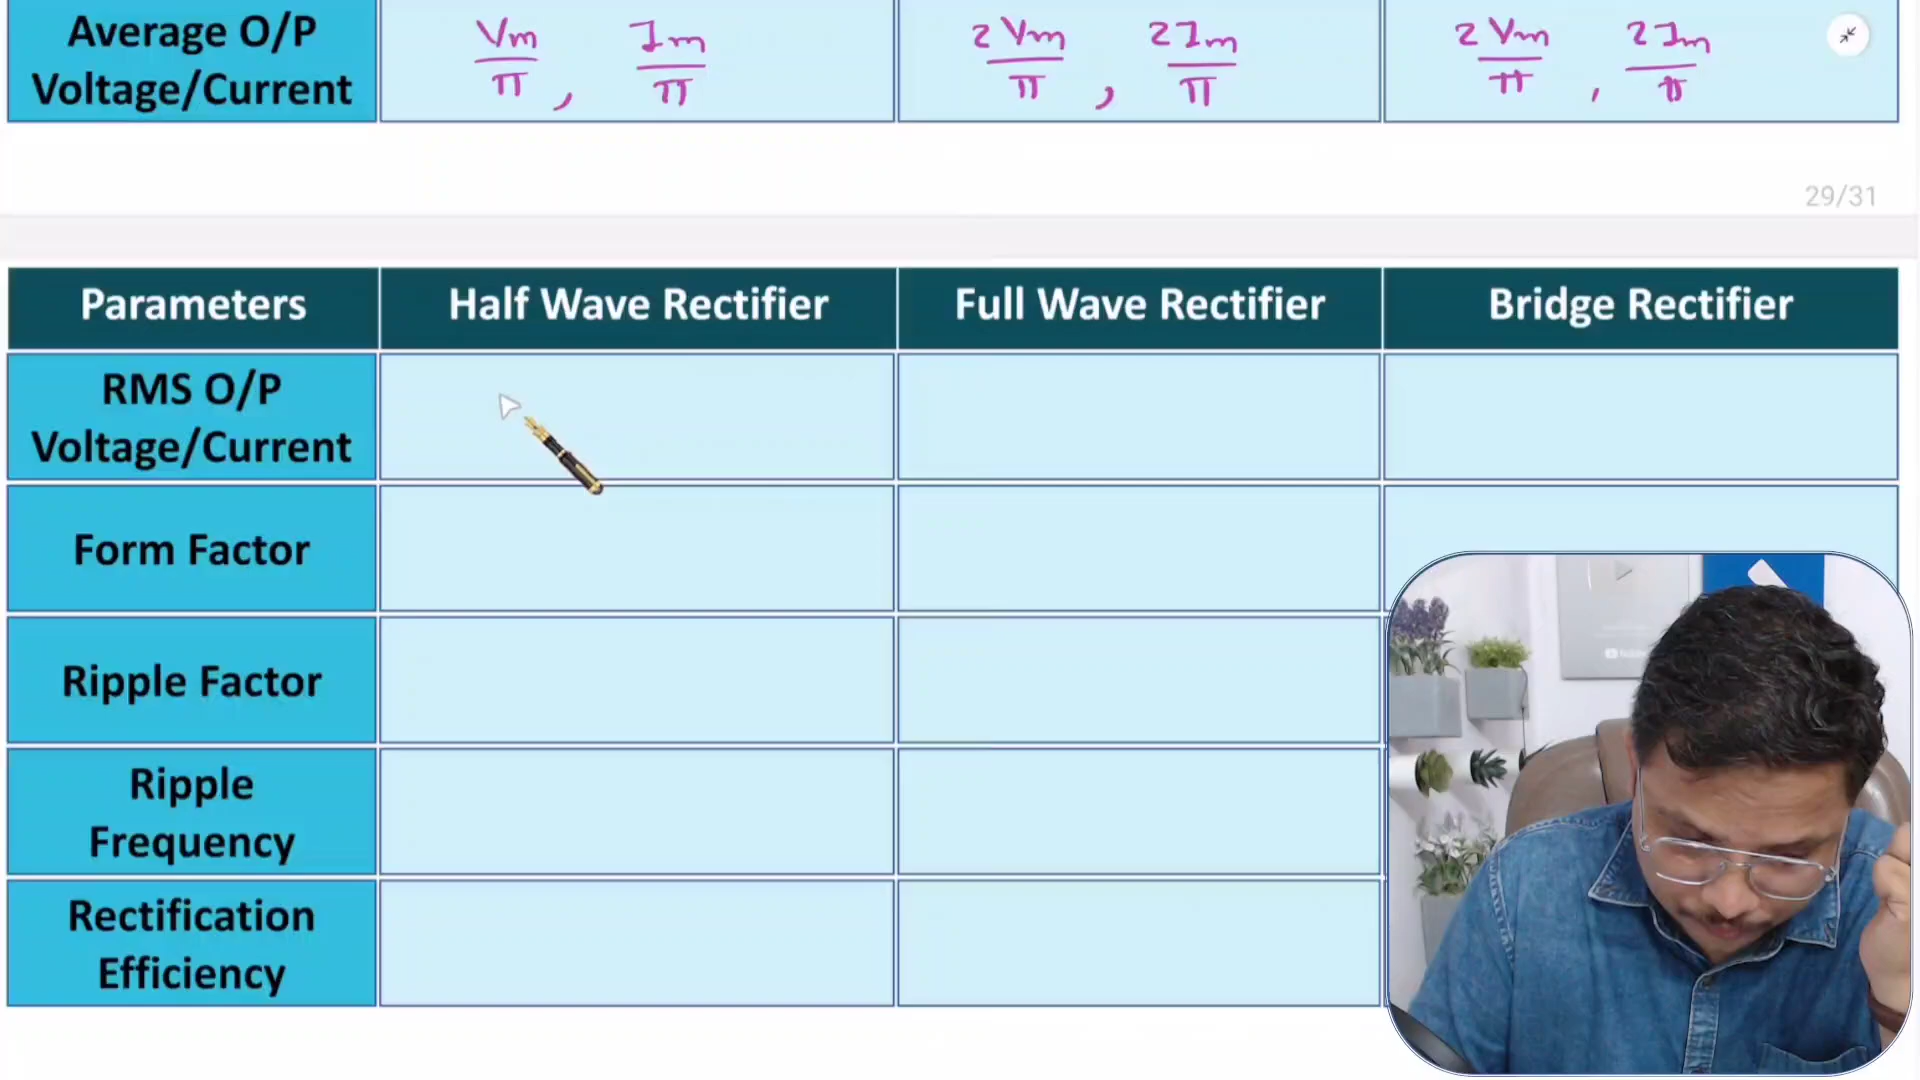 Average O/P
Voltage/Current
Vm/π , Im/π
2Vm/π , 2Im/π
2Vm/π , 2Im/π
29/31
Parameters
Half Wave Rectifier
Full Wave Rectifier
Bridge Rectifier
RMS O/P
Voltage/Current
Form Factor
Ripple Factor
Ripple
Frequency
Rectification
Efficiency